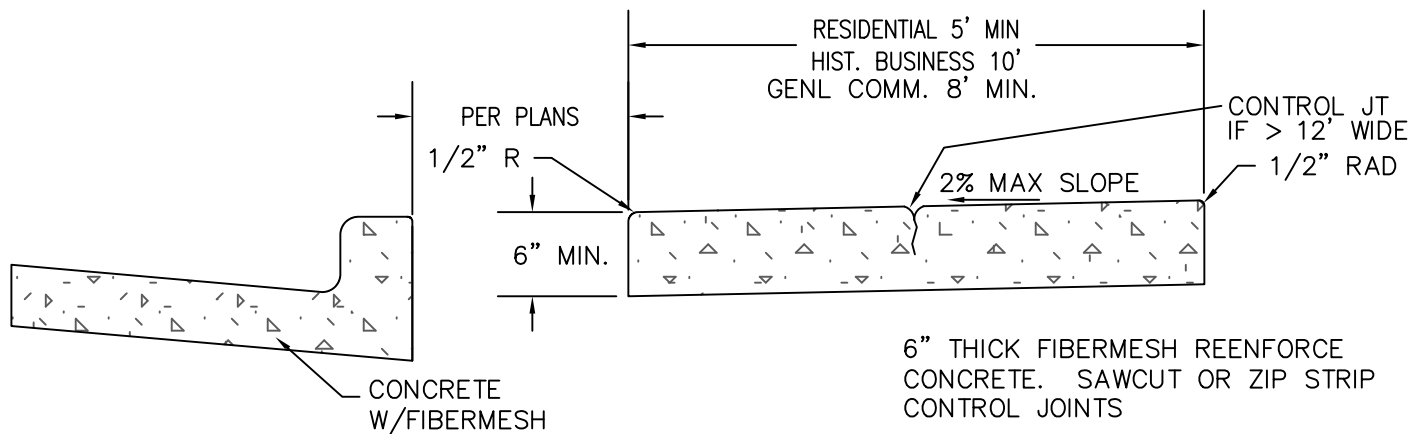 RESIDENTIAL 5' MIN
HIST. BUSINESS 10'
GENL COMM. 8' MIN.
PER PLANS
1/2" R
CONTROL JT
IF > 12' WIDE
1/2" RAD
2% MAX SLOPE
6" MIN.
CONCRETE
W/FIBERMESH
6" THICK FIBERMESH REENFORCE
CONCRETE. SAWCUT OR ZIP STRIP
CONTROL JOINTS